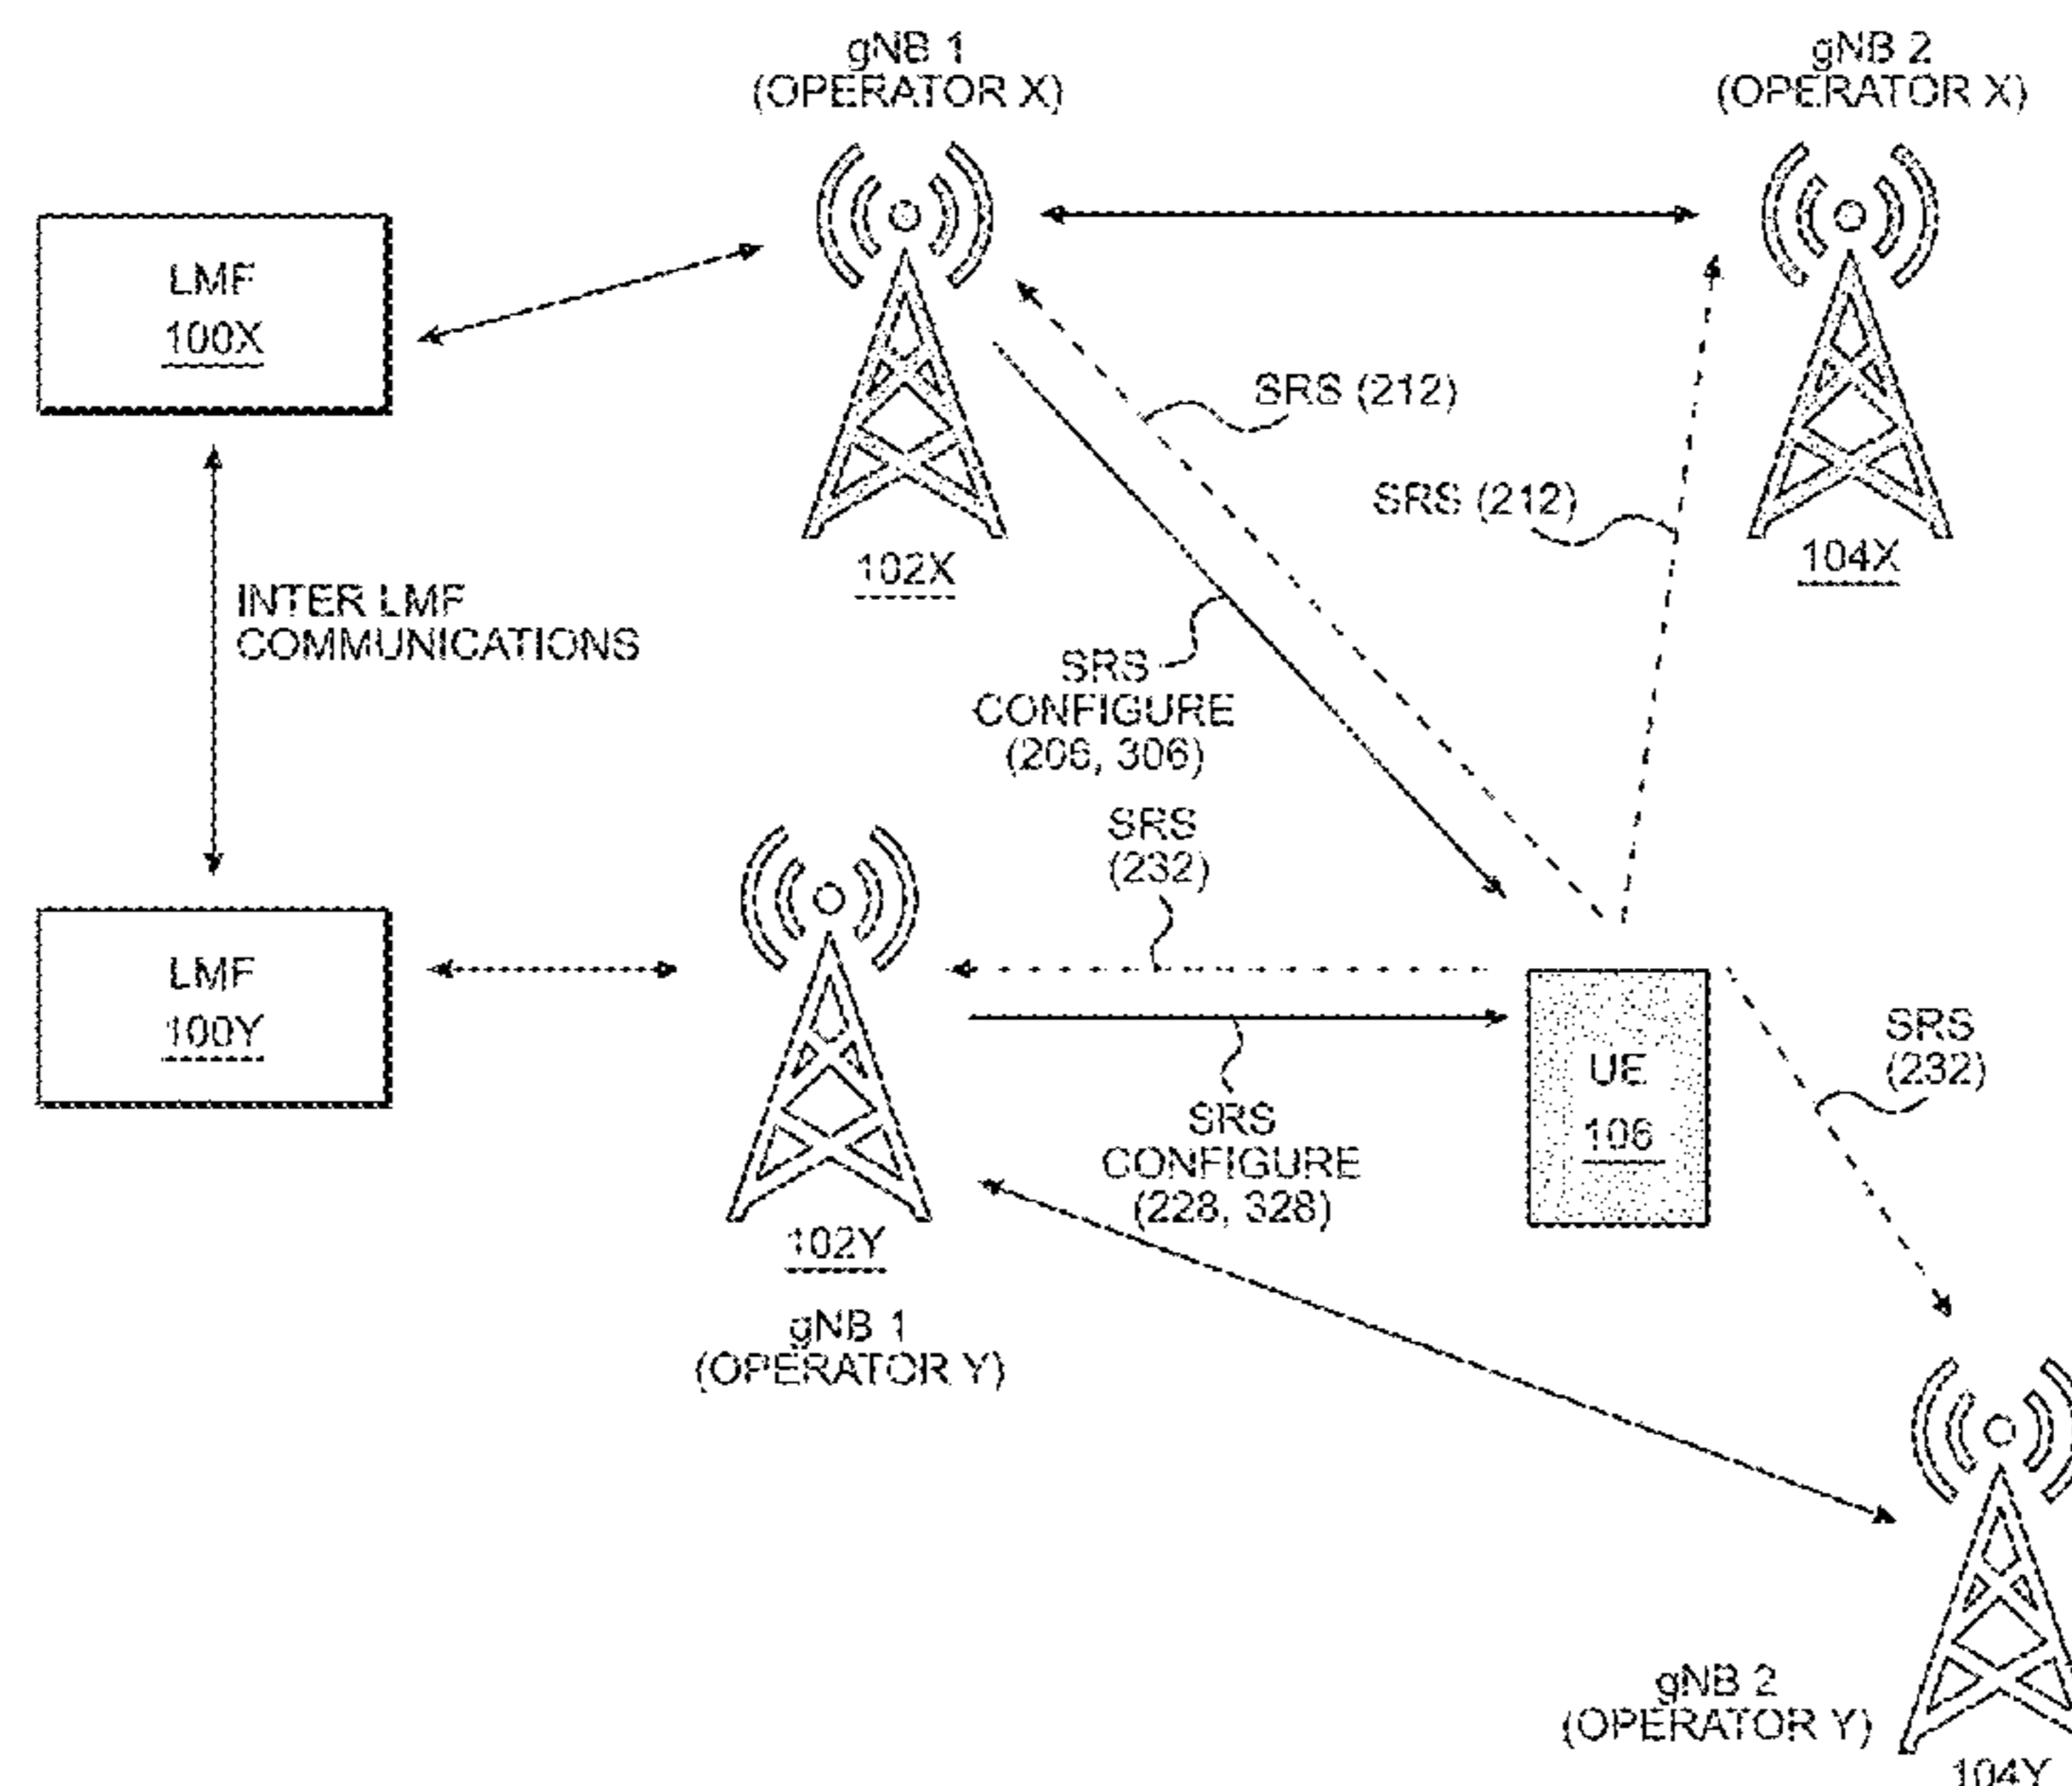 gNB 1
(OPERATOR X)
gNB 2
(OPERATOR X)
LMF
100X
102X
104X
SRS (212)
SRS (212)
INTER LMF
COMMUNICATIONS
SRS
CONFIGURE
(206, 306)
SRS
(232)
LMF
100Y
UE
106
SRS
(232)
SRS
CONFIGURE
(228, 328)
102Y
gNB 1
(OPERATOR Y)
gNB 2
(OPERATOR Y)
104Y